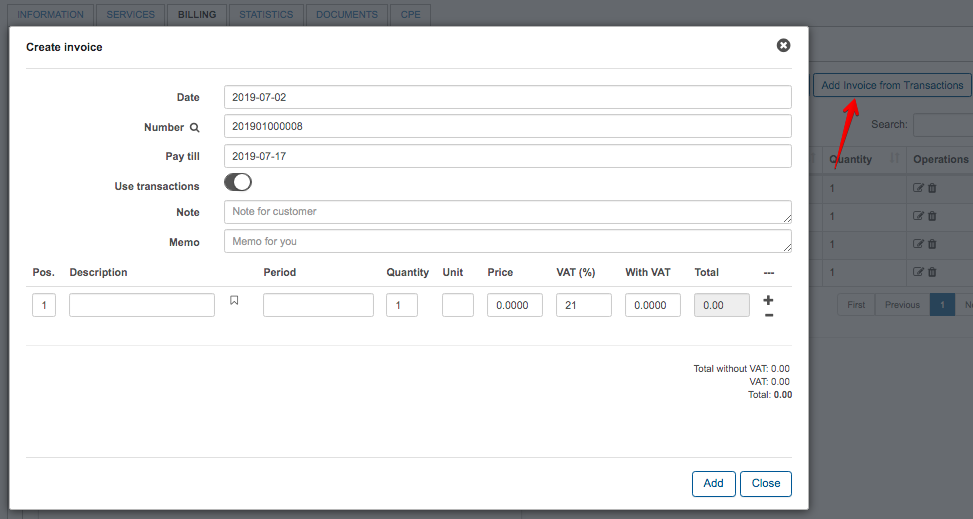 INFORMATION SERVICES BILLING STATISTICS DOCUMENTS CPE
Create invoice
Add Invoice from Transactions
Date 2019-07-02
Search:
Number 201901000008
Pay till 2019-07-17
Quantity Operations
Use transactions
1
Note Note for customer
1
Memo Memo for you
1
Pos. Description Period Quantity Unit Price VAT (%) With VAT Total ---
1
1 1 0.0000 21 0.0000 0.00
First Previous 1
Total without VAT: 0.00
VAT: 0.00
Total: 0.00
Add Close